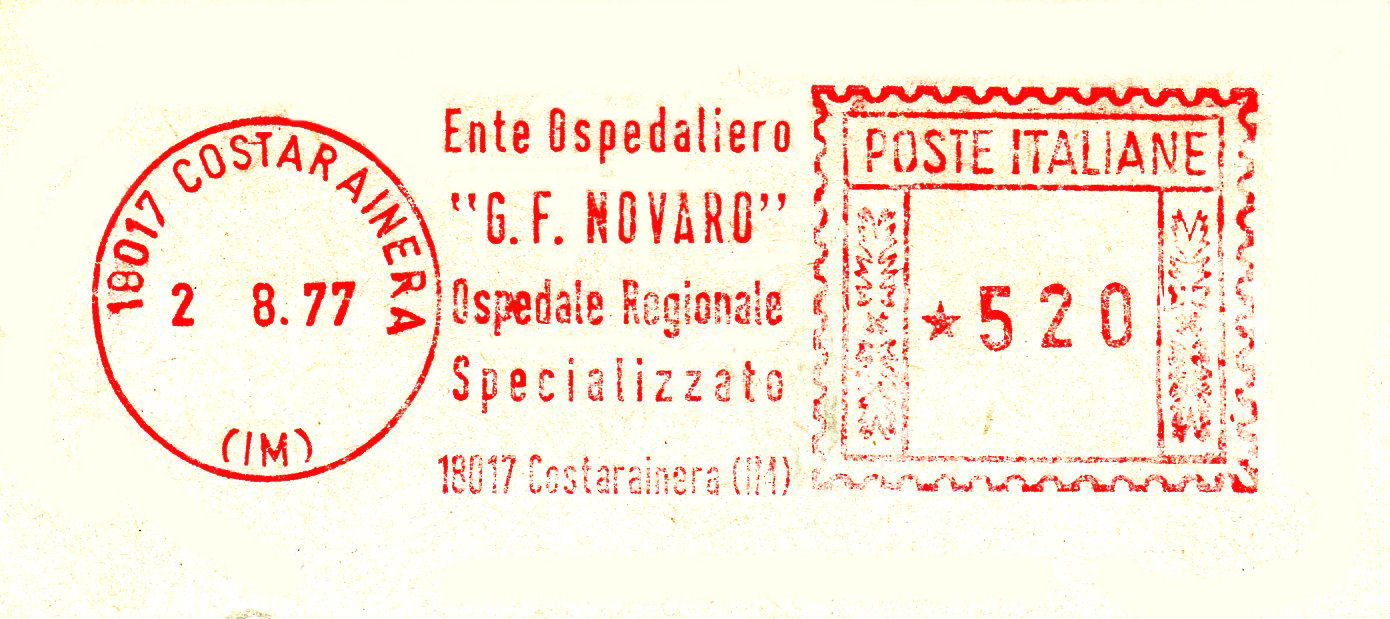 18017 COSTARAINERA
2 8.77
(IM)
Ente Ospedaliero
"G.F. NOVARO"
Ospedale Regionale
Specializzato
18017 Costarainera (IM)
POSTE ITALIANE
★520